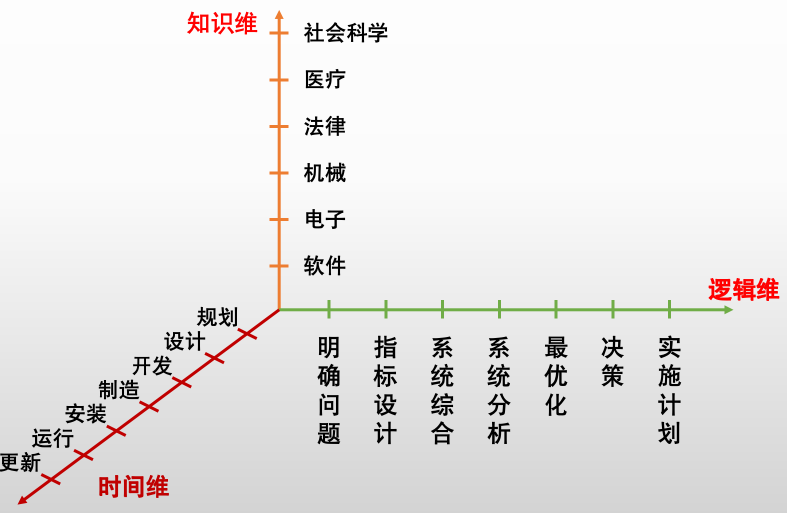 知识维
社会科学
医疗
法律
机械
电子
软件
逻辑维
明确问题
指标设计
系统综合
系统分析
最优化
决策
实施计划
规划
设计
开发
制造
安装
运行
更新
时间维